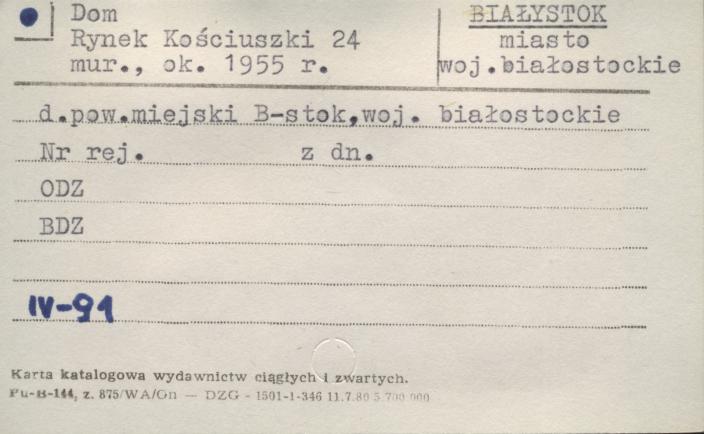 Dom
Rynek Kościuszki 24
mur., ok. 1955 r.
BIAŁYSTOK
miasto
woj.białostockie
d.pow.miejski B-stok,woj. białostockie
Nr rej. z dn.
ODZ
BDZ
IV-91
Karta katalogowa wydawnictw ciągłych i zwartych.
Pu-B-144, z. 875/WA/Gn — DZG - 1501-1-346 11.7.80 5.700.000